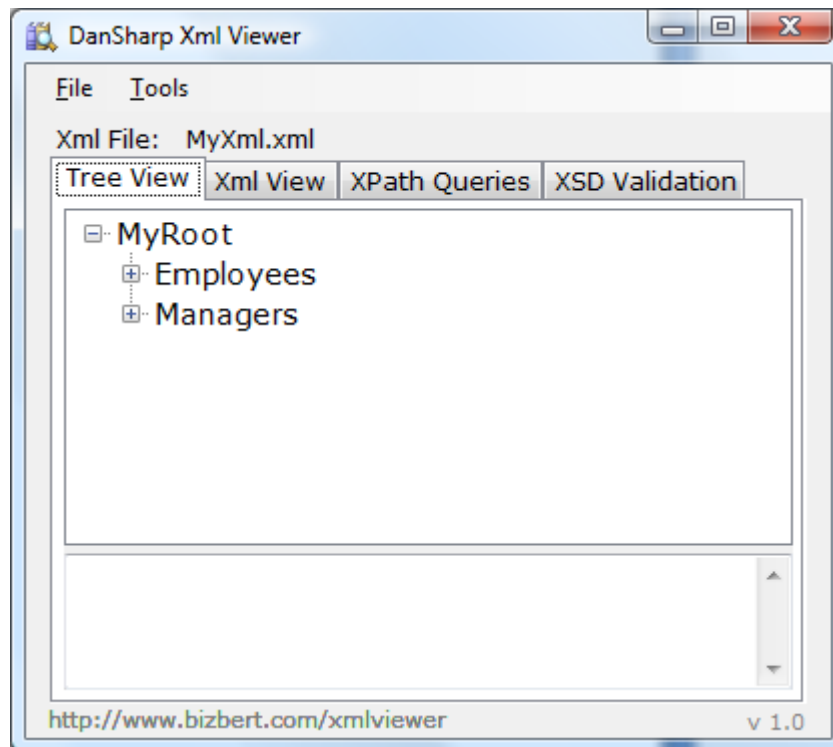 DanSharp Xml Viewer
File Tools
Xml File: MyXml.xml
Tree View Xml View XPath Queries XSD Validation
MyRoot
Employees
Managers
http://www.bizbert.com/xmlviewer v 1.0